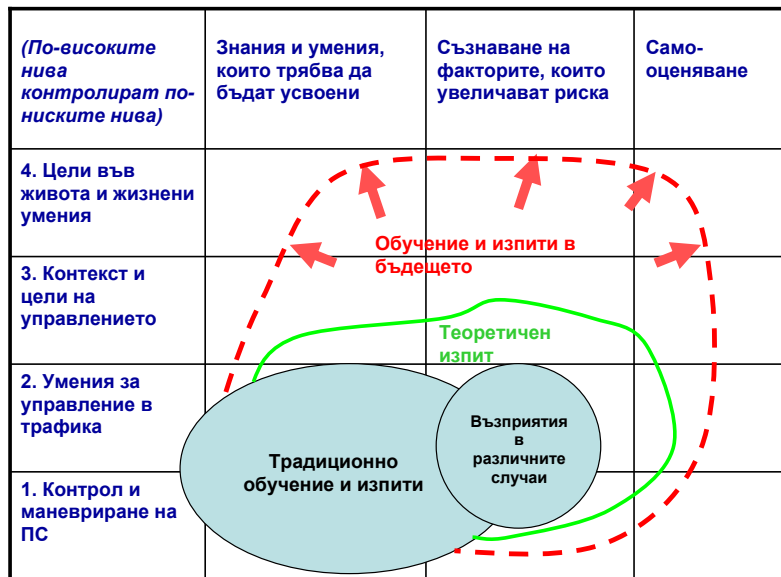 (По-високите
нива
контролират по-
ниските нива)
Знания и умения,
които трябва да
бъдат усвоени
Съзнаване на
факторите, които
увеличават риска
Само-
оценяване
4. Цели във
живота и жизнени
умения
Обучение и изпити в
бъдещето
3. Контекст и
цели на
управлението
Теоретичен
изпит
2. Умения за
управление в
трафика
Възприятия
в
различните
случаи
Традиционно
обучение и изпити
1. Контрол и
маневриране на
ПС